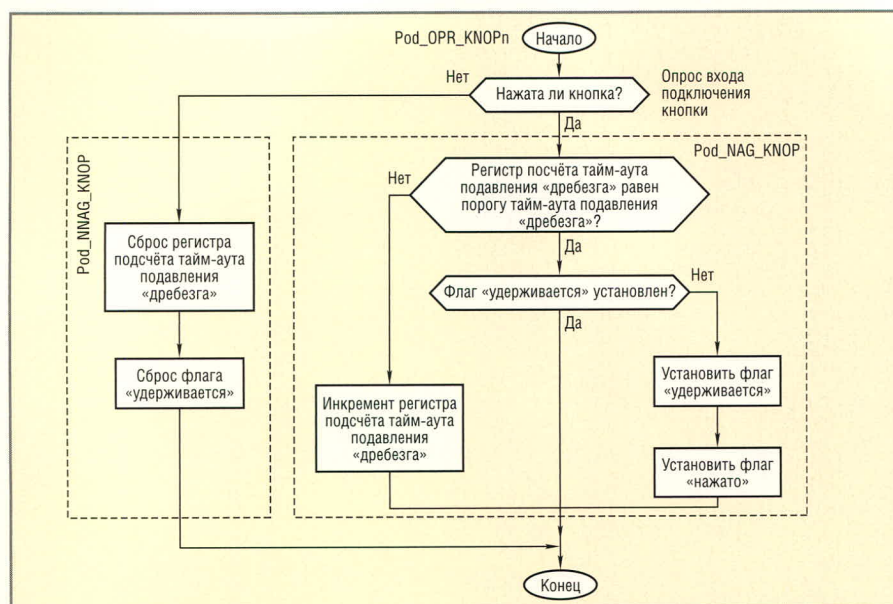 Pod_OPR_KNOPn
Начало
Нет
Нажата ли кнопка?
Опрос входа
подключения
кнопки
Да
Pod_NNAG_KNOP
Pod_NAG_KNOP
Нет
Регистр посчёта тайм-аута
подавления «дребезга» равен
порогу тайм-аута подавления
«дребезга»?
Да
Сброс регистра
подсчёта тайм-аута
подавления
«дребезга»
Флаг «удерживается» установлен?
Нет
Да
Сброс флага
«удерживается»
Инкремент регистра
подсчёта тайм-аута
подавления
«дребезга»
Установить флаг
«удерживается»
Установить флаг
«нажато»
Конец